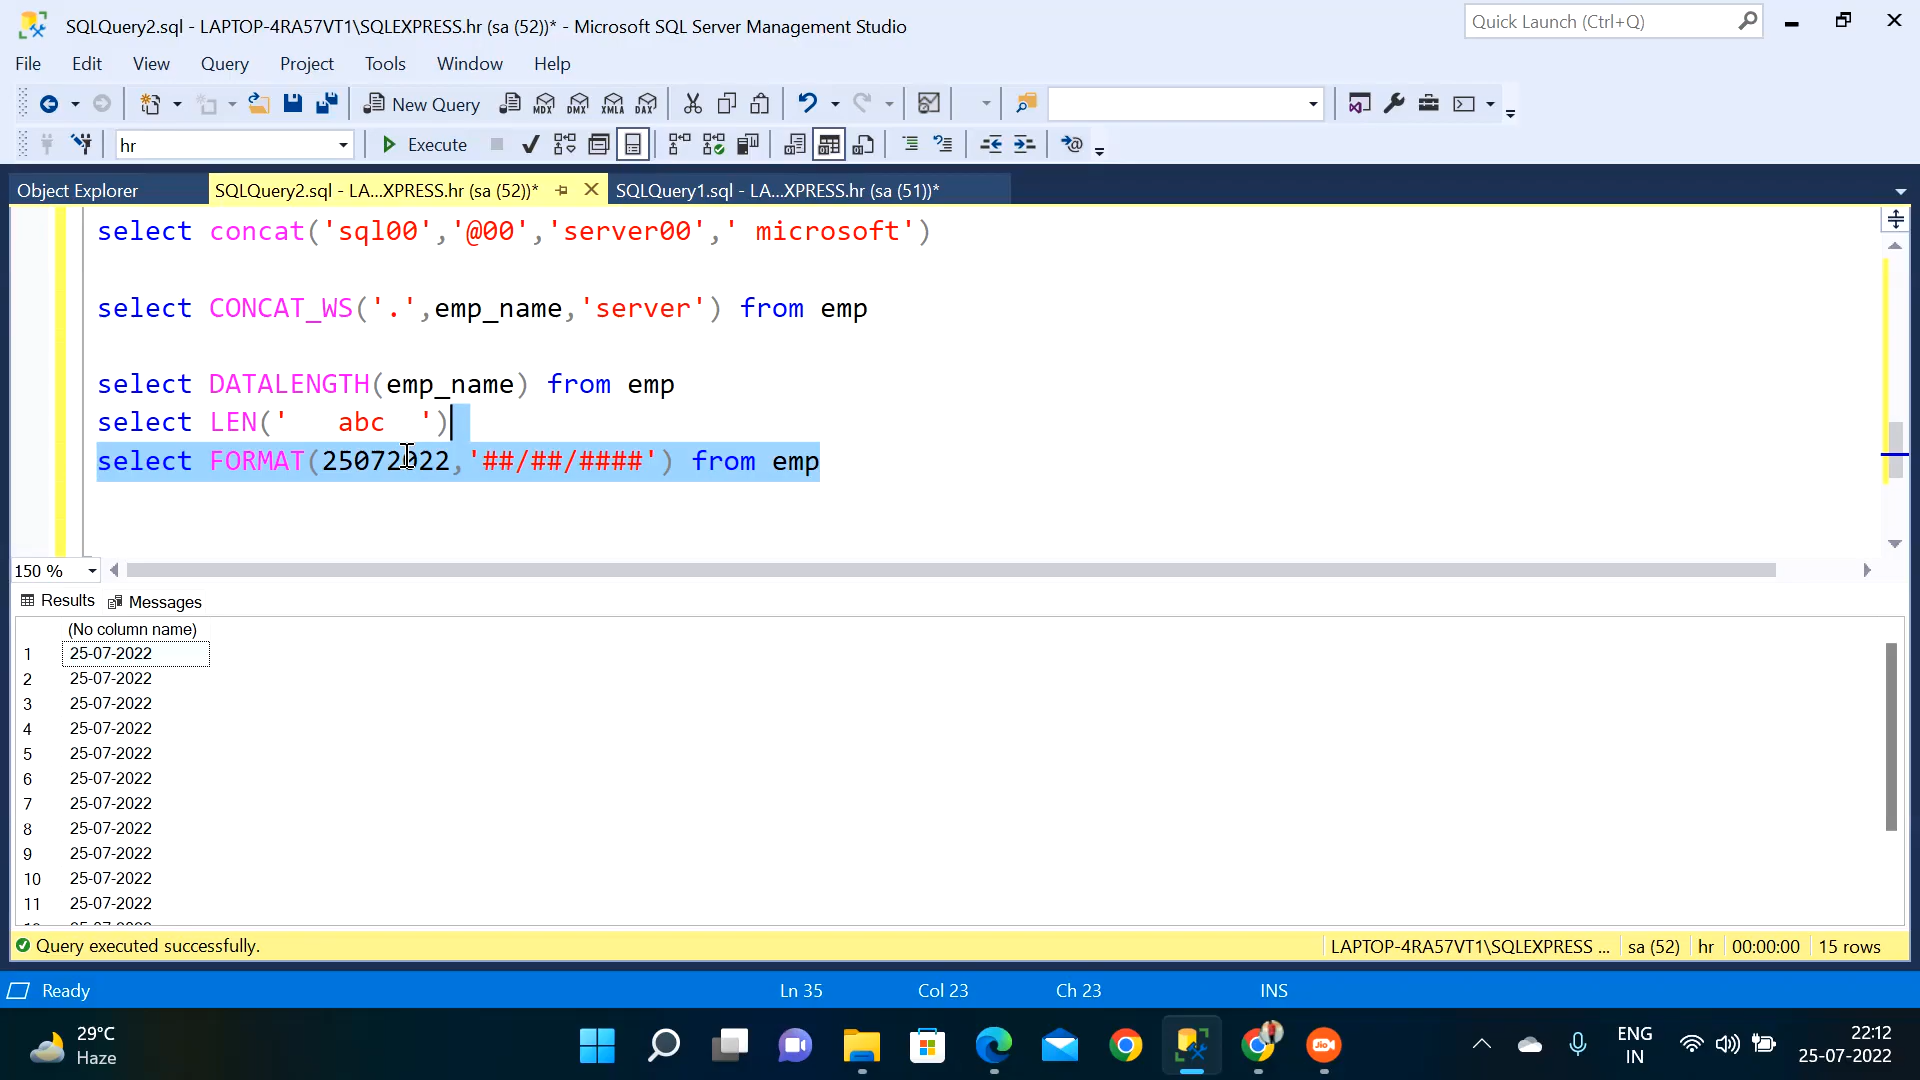 SQLQuery2.sql - LAPTOP-4RA57VT1\SQLEXPRESS.hr (sa (52))* - Microsoft SQL Server Management Studio
Quick Launch (Ctrl+Q)
File Edit View Query Project Tools Window Help
New Query MDX DMX XMLA DAX
hr Execute
Object Explorer SQLQuery2.sql - LA...XPRESS.hr (sa (52))* SQLQuery1.sql - LA...XPRESS.hr (sa (51))*
select concat('sql00','@00','server00',' microsoft')
select CONCAT_WS('.',emp_name,'server') from emp
select DATALENGTH(emp_name) from emp
select LEN('   abc  ')
select FORMAT(25072022,'##/##/####') from emp
150 %
Results Messages
(No column name)
1 25-07-2022
2 25-07-2022
3 25-07-2022
4 25-07-2022
5 25-07-2022
6 25-07-2022
7 25-07-2022
8 25-07-2022
9 25-07-2022
10 25-07-2022
11 25-07-2022
Query executed successfully. LAPTOP-4RA57VT1\SQLEXPRESS ... sa (52) hr 00:00:00 15 rows
Ready Ln 35 Col 23 Ch 23 INS
29°C
Haze
Jio
ENG
IN
22:12
25-07-2022